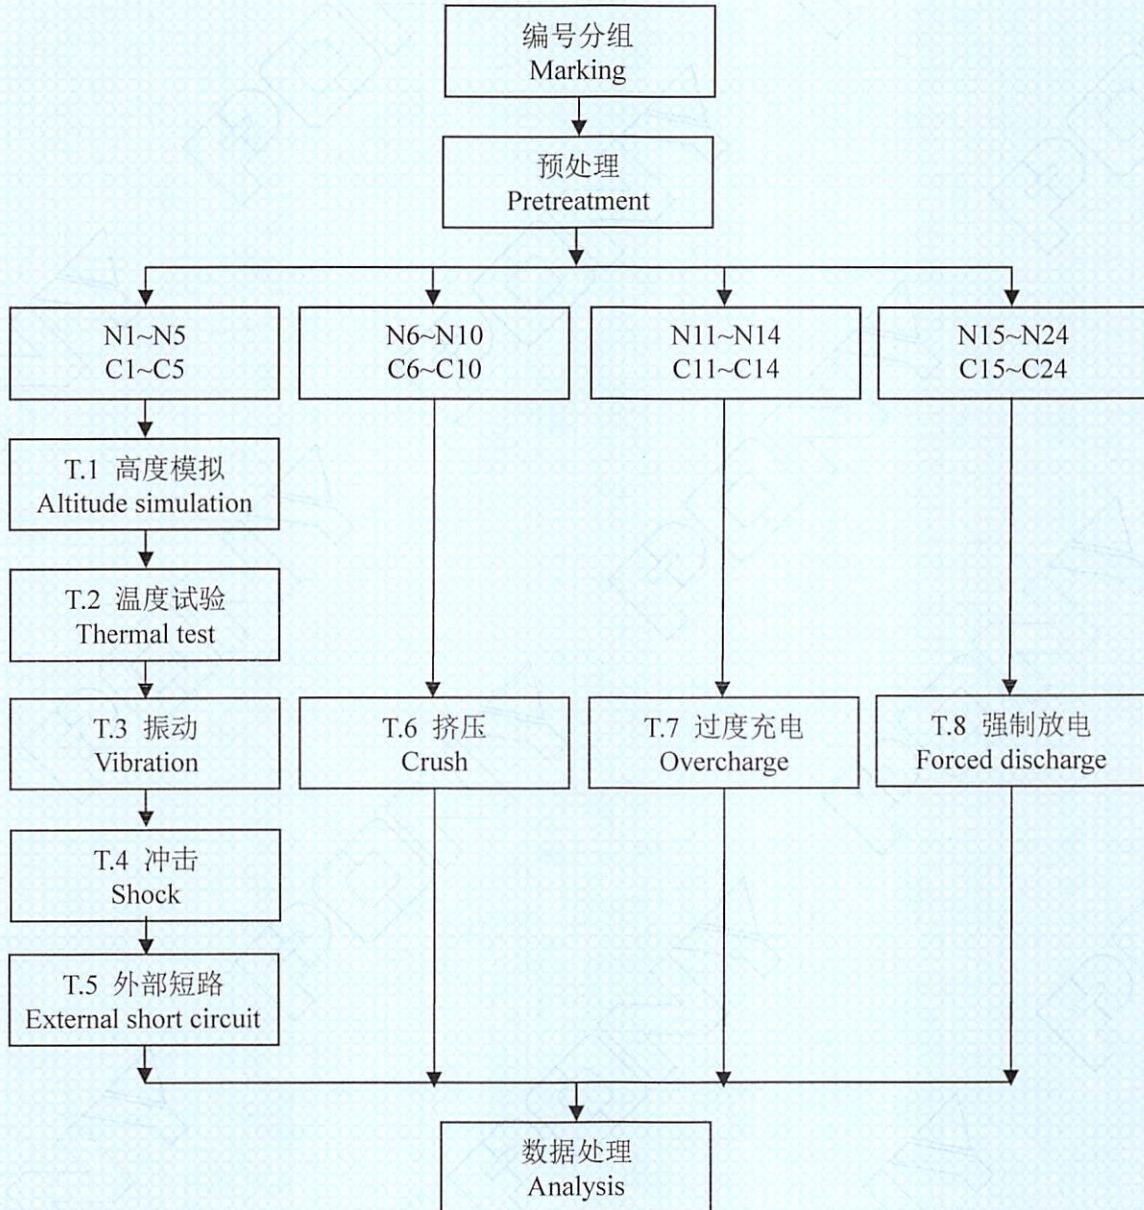 编号分组
Marking
预处理
Pretreatment
N1~N5
C1~C5
N6~N10
C6~C10
N11~N14
C11~C14
N15~N24
C15~C24
T.1 高度模拟
Altitude simulation
T.2 温度试验
Thermal test
T.3 振动
Vibration
T.6 挤压
Crush
T.7 过度充电
Overcharge
T.8 强制放电
Forced discharge
T.4 冲击
Shock
T.5 外部短路
External short circuit
数据处理
Analysis